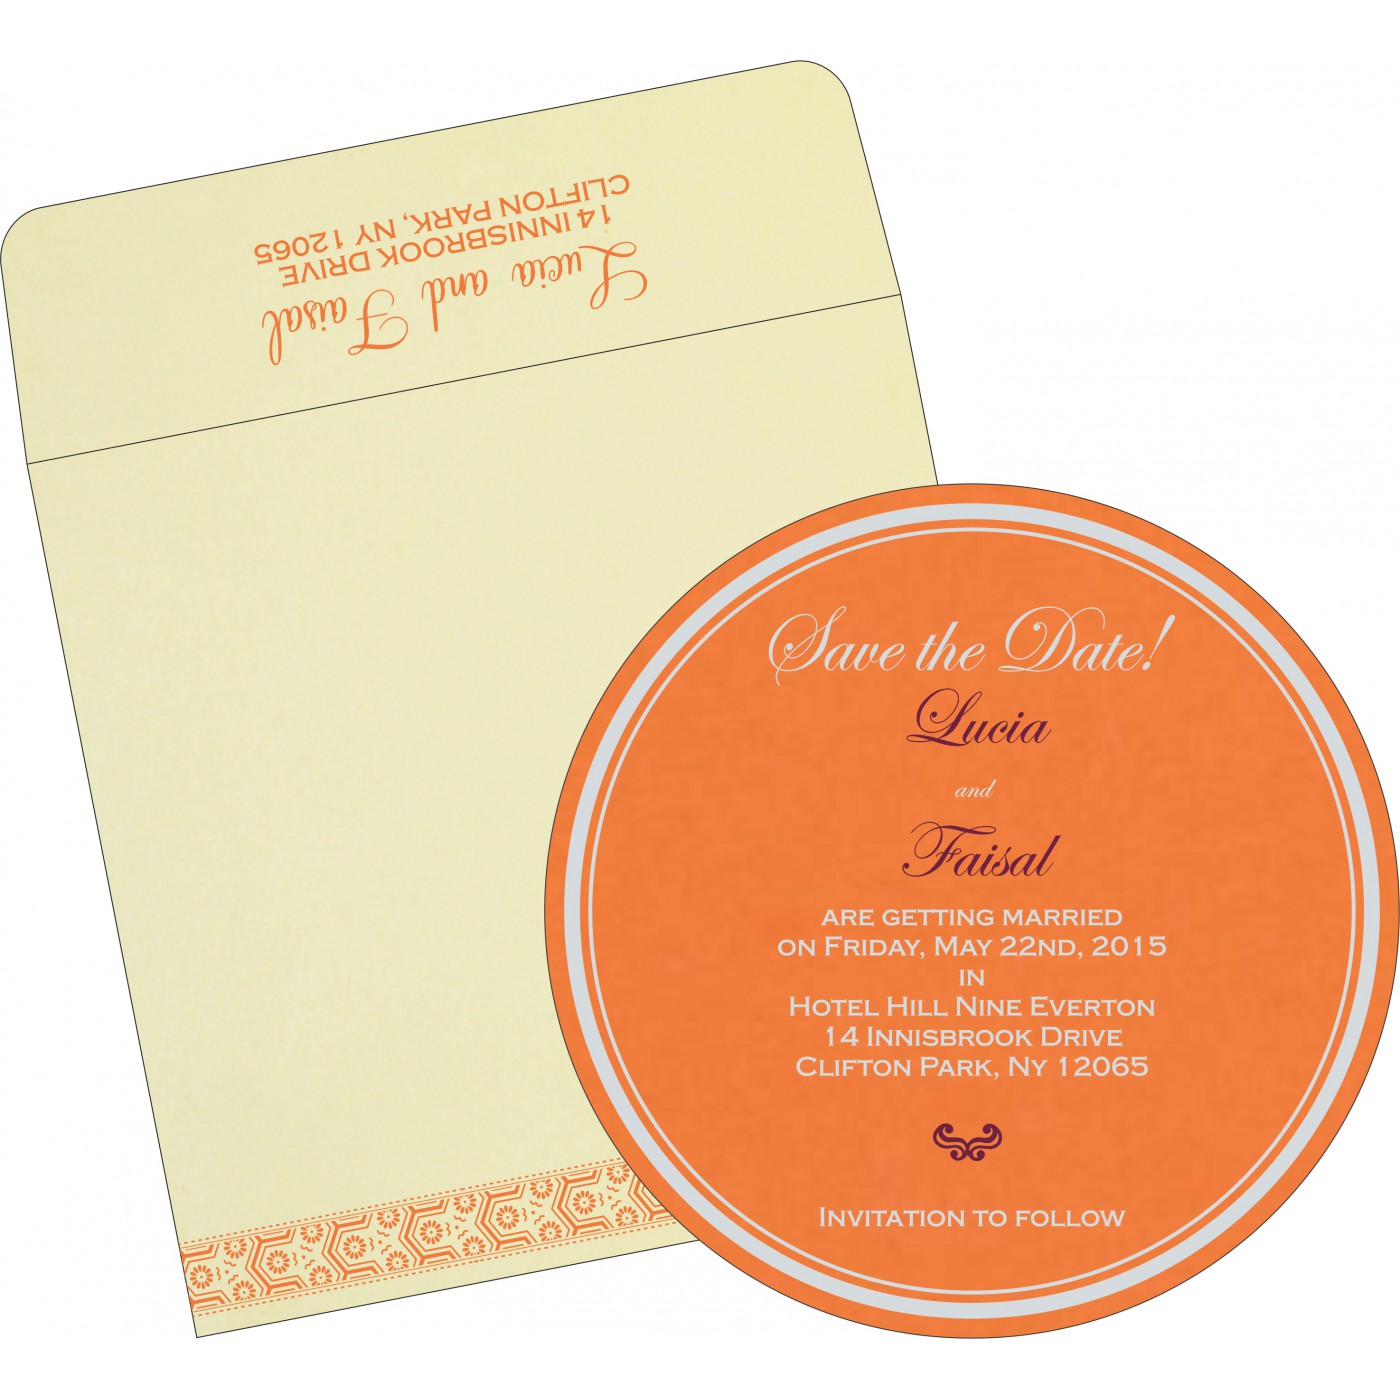 Lucia and Faisal
14 INNISBROOK DRIVE
CLIFTON PARK, NY 12065
Save the Date!
Lucia
and
Faisal
ARE GETTING MARRIED
ON FRIDAY, MAY 22ND, 2015
IN
HOTEL HILL NINE EVERTON
14 INNISBROOK DRIVE
CLIFTON PARK, NY 12065
INVITATION TO FOLLOW